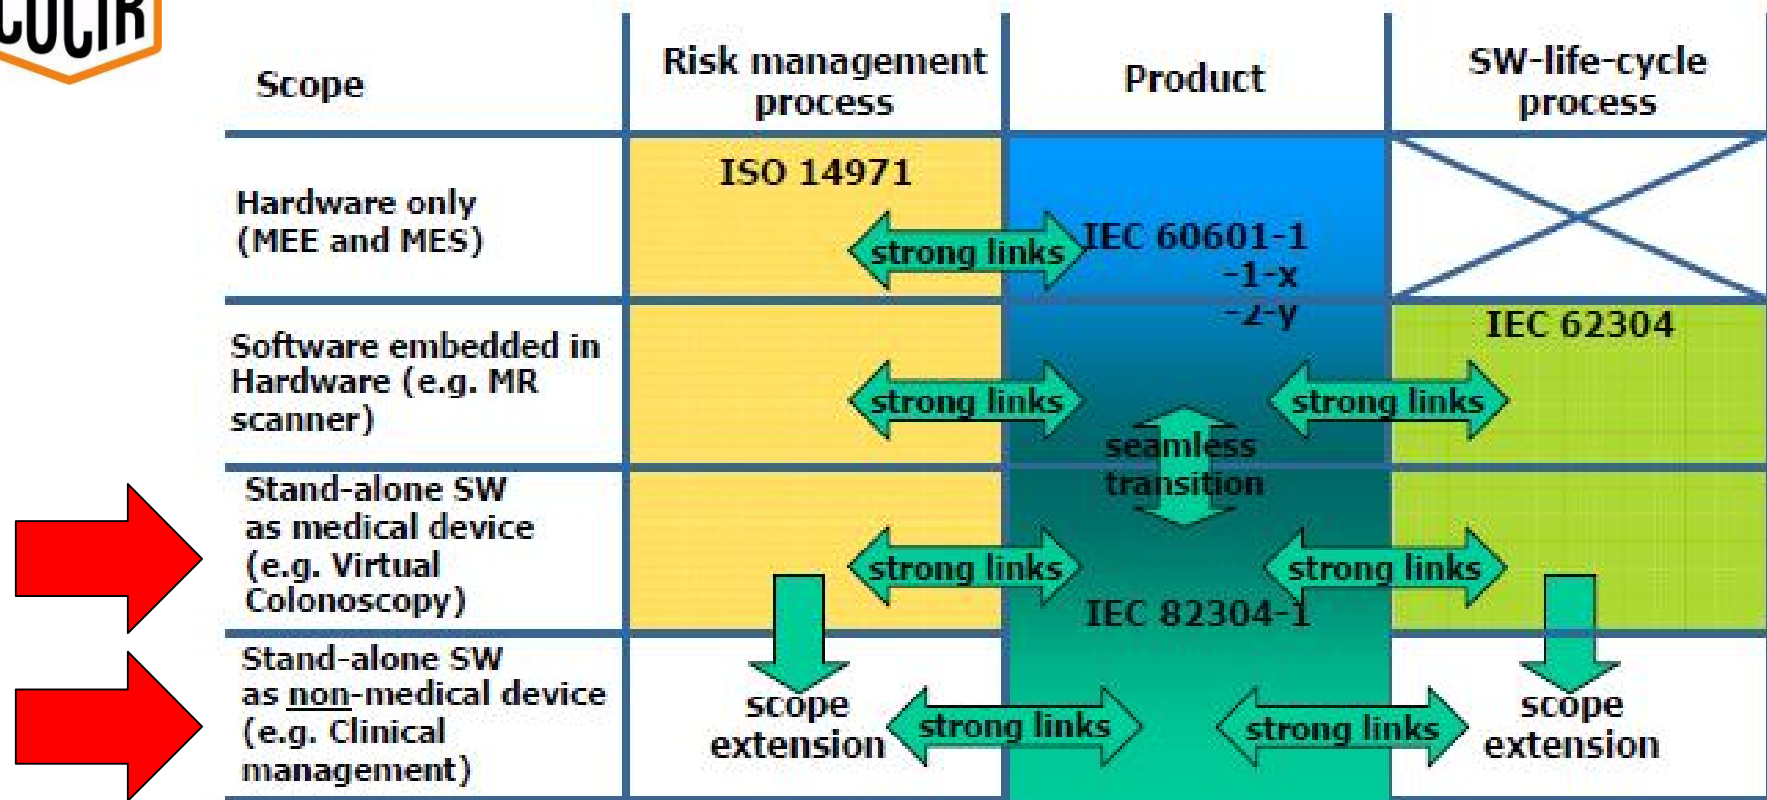 COCIR
Scope
Risk management
process
Product
SW-life-cycle
process
Hardware only
(MEE and MES)
ISO 14971
strong links
IEC 60601-1
-1-x
-2-y
Software embedded in
Hardware (e.g. MR
scanner)
strong links
strong links
IEC 62304
seamless
transition
Stand-alone SW
as medical device
(e.g. Virtual
Colonoscopy)
strong links
strong links
IEC 82304-1
Stand-alone SW
as non-medical device
(e.g. Clinical
management)
scope
extension
strong links
strong links
scope
extension